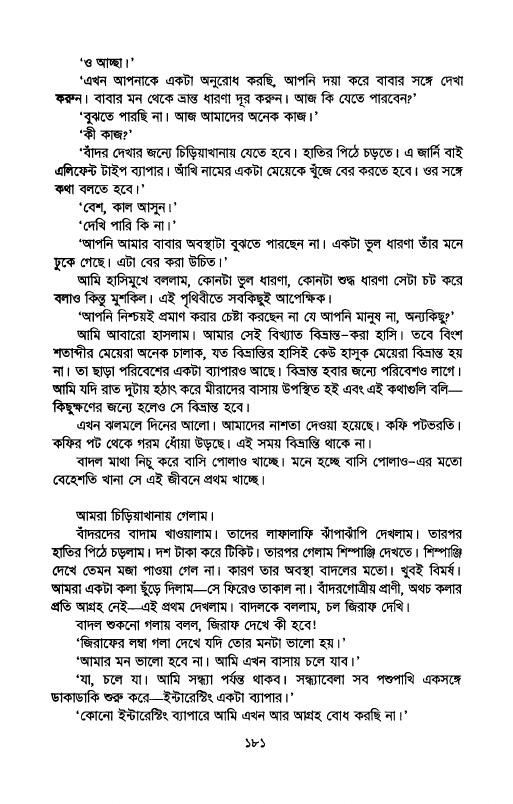 ‘ও আচ্ছা।’
‘এখন আপনাকে একটা অনুরোধ করছি, আপনি দয়া করে বাবার সঙ্গে দেখা
করুন। বাবার মন থেকে ভ্রান্ত ধারণা দূর করুন। আজ কি যেতে পারবেন?’
‘বুঝতে পারছি না। আজ আমাদের অনেক কাজ।’
‘কী কাজ?’
‘বাঁদর দেখার জন্যে চিড়িয়াখানায় যেতে হবে। হাতির পিঠে চড়তে। এ জার্নি বাই
এলিফেন্ট টাইপ ব্যাপার। আঁখি নামের একটা মেয়েকে খুঁজে বের করতে হবে। ওর সঙ্গে
কথা বলতে হবে।’
‘বেশ, কাল আসুন।’
‘দেখি পারি কি না।’
‘আপনি আমার বাবার অবস্থাটা বুঝতে পারছেন না। একটা ভুল ধারণা তাঁর মনে
ঢুকে গেছে। এটা বের করা উচিত।’
আমি হাসিমুখে বললাম, কোনটা ভুল ধারণা, কোনটা শুদ্ধ ধারণা সেটা চট করে
বলাও কিন্তু মুশকিল। এই পৃথিবীতে সবকিছুই আপেক্ষিক।
‘আপনি নিশ্চয়ই প্রমাণ করার চেষ্টা করছেন না যে আপনি মানুষ না, অন্যকিছু?’
আমি আবারো হাসলাম। আমার সেই বিখ্যাত বিভ্রান্ত-করা হাসি। তবে বিংশ
শতাব্দীর মেয়েরা অনেক চালাক, যত বিভ্রান্তির হাসিই কেউ হাসুক মেয়েরা বিভ্রান্ত হয়
না। তা ছাড়া পরিবেশের একটা ব্যাপারও আছে। বিভ্রান্ত হবার জন্যে পরিবেশও লাগে।
আমি যদি রাত দুটায় হঠাৎ করে মীরাদের বাসায় উপস্থিত হই এবং এই কথাগুলি বলি—
কিছুক্ষণের জন্যে হলেও সে বিভ্রান্ত হবে।
এখন ঝলমলে দিনের আলো। আমাদের নাশতা দেওয়া হয়েছে। কফি পটভরতি।
কফির পট থেকে গরম ধোঁয়া উড়ছে। এই সময় বিভ্রান্তি থাকে না।
বাদল মাথা নিচু করে বাসি পোলাও খাচ্ছে। মনে হচ্ছে বাসি পোলাও-এর মতো
বেহেশতি খানা সে এই জীবনে প্রথম খাচ্ছে।
আমরা চিড়িয়াখানায় গেলাম।
বাঁদরদের বাদাম খাওয়ালাম। তাদের লাফালাফি ঝাঁপাঝাঁপি দেখলাম। তারপর
হাতির পিঠে চড়লাম। দশ টাকা করে টিকিট। তারপর গেলাম শিম্পাঞ্জি দেখতে। শিম্পাঞ্জি
দেখে তেমন মজা পাওয়া গেল না। কারণ তার অবস্থা বাদলের মতো। খুবই বিমর্ষ।
আমরা একটা কলা ছুঁড়ে দিলাম—সে ফিরেও তাকাল না। বাঁদরগোত্রীয় প্রাণী, অথচ কলার
প্রতি আগ্রহ নেই—এই প্রথম দেখলাম। বাদলকে বললাম, চল জিরাফ দেখি।
বাদল শুকনো গলায় বলল, জিরাফ দেখে কী হবে!
‘জিরাফের লম্বা গলা দেখে যদি তোর মনটা ভালো হয়।’
‘আমার মন ভালো হবে না। আমি এখন বাসায় চলে যাব।’
‘যা, চলে যা। আমি সন্ধ্যা পর্যন্ত থাকব। সন্ধ্যাবেলা সব পশুপাখি একসঙ্গে
ডাকাডাকি শুরু করে—ইন্টারেস্টিং একটা ব্যাপার।’
‘কোনো ইন্টারেস্টিং ব্যাপারে আমি এখন আর আগ্রহ বোধ করছি না।’
১৮১